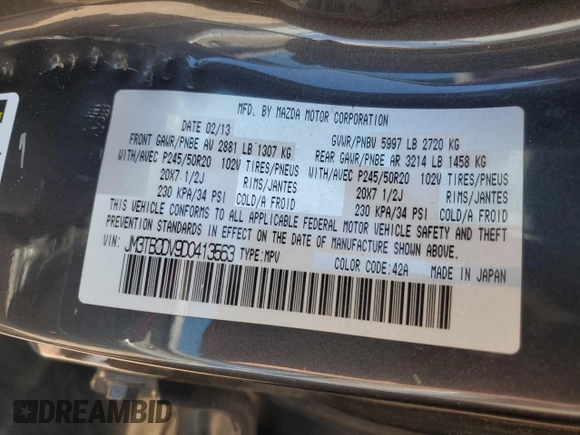 MFD. BY MAZDA MOTOR CORPORATION
DATE 02/13
GVWR/PNBV 5997 LB 2720 KG
FRONT GAWR/PNBE AV 2881 LB 1307 KG
REAR GAWR/PNBE AR 3214 LB 1458 KG
WITH/AVEC P245/50R20 102V TIRES/PNEUS
WITH/AVEC P245/50R20 102V TIRES/PNEUS
20X7 1/2J RIMS/JANTES
20X7 1/2J RIMS/JANTES
230 KPA/34 PSI COLD/A FROID
230 KPA/34 PSI COLD/A FROID
THIS VEHICLE CONFORMS TO ALL APPLICABLE FEDERAL MOTOR VEHICLE SAFETY AND THEFT
PREVENTION STANDARDS IN EFFECT ON THE DATE OF MANUFACTURE SHOWN ABOVE.
VIN: JM3TB3DV9D0413563 TYPE:MPV
COLOR CODE:42A MADE IN JAPAN
DREAMBID